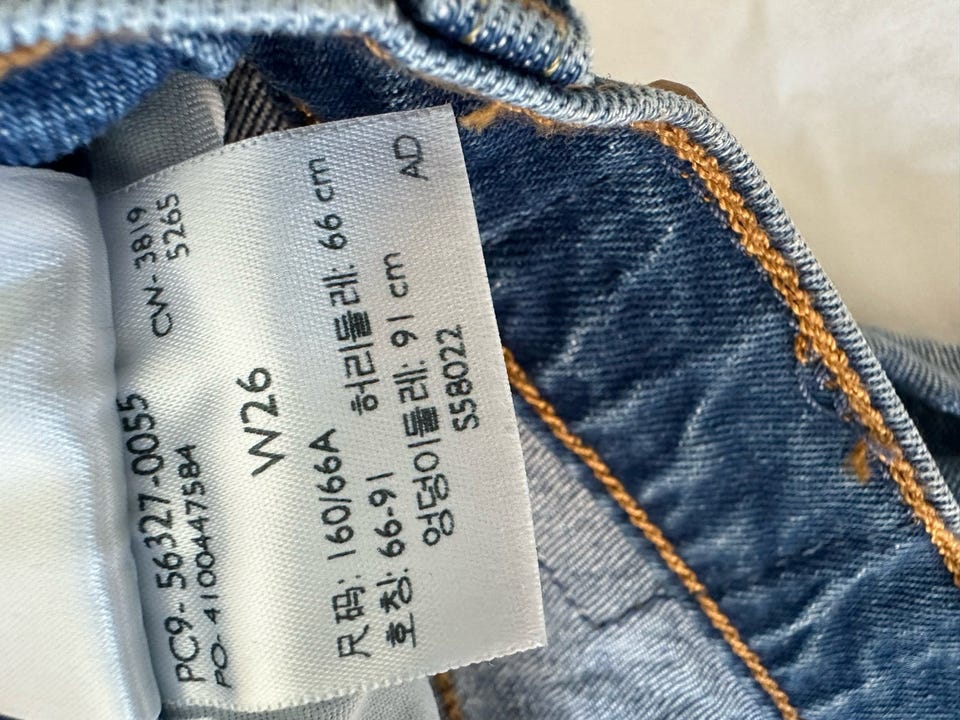 PC9- 56327-0055 CW- 3819
PO- 4100447584 5265
W26
尺码: 160/66A 허리둘레: 66 cm
호칭: 66-91
엉덩이둘레: 91 cm
S58022
AD